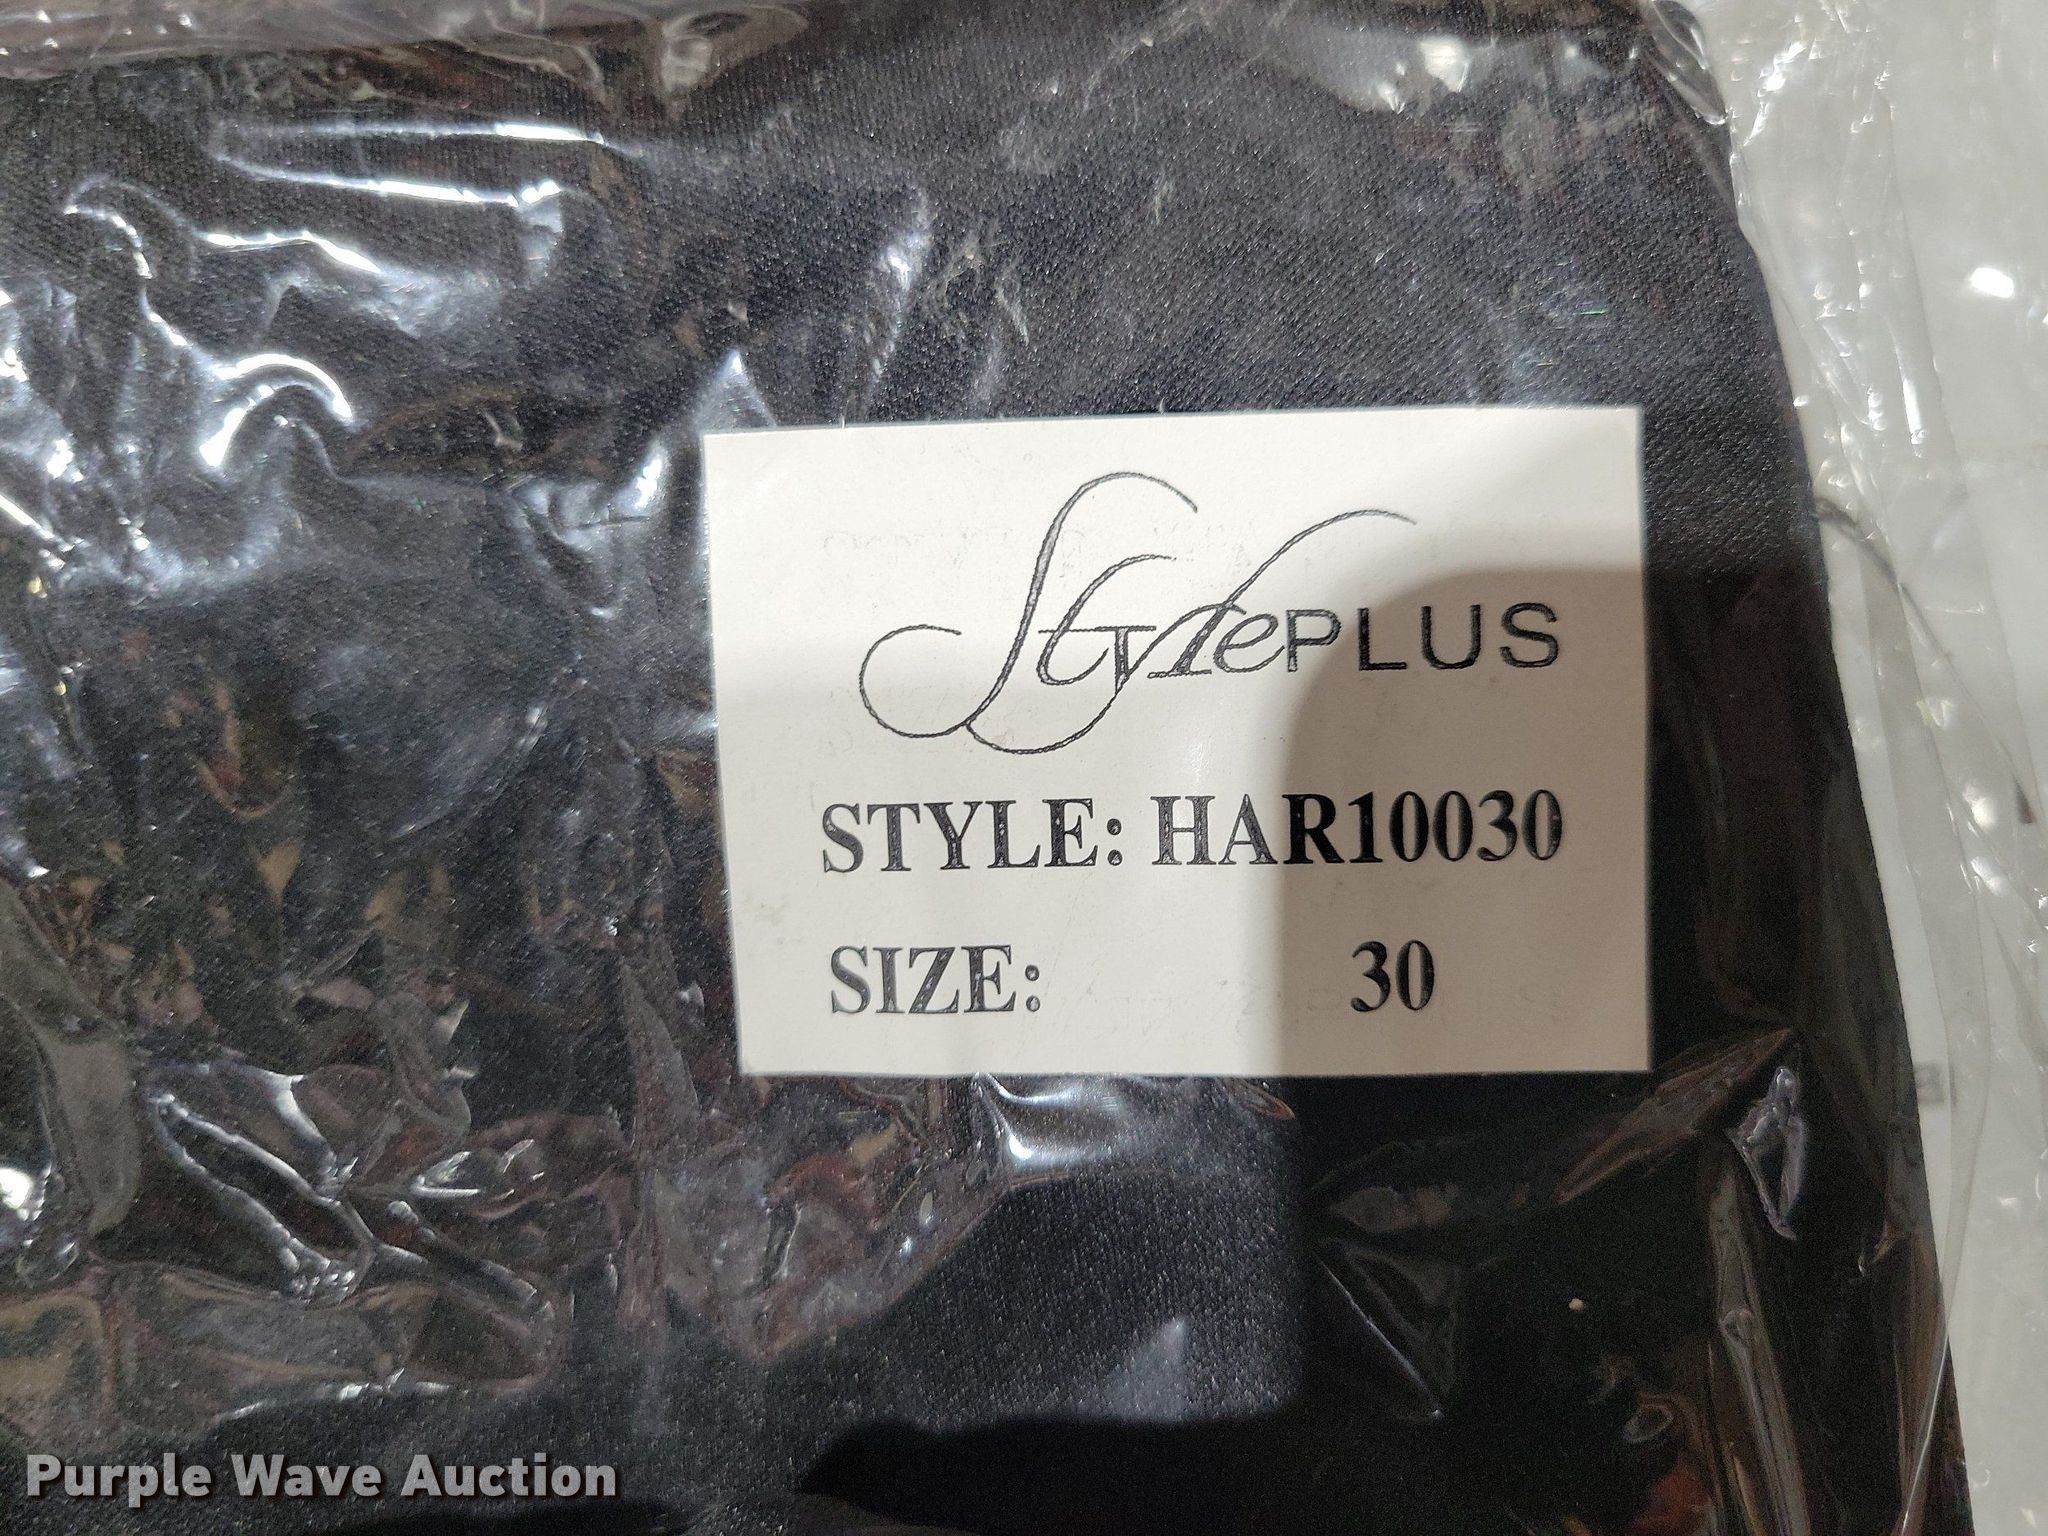 StylePLUS
STYLE: HAR10030
SIZE: 30
Purple Wave Auction